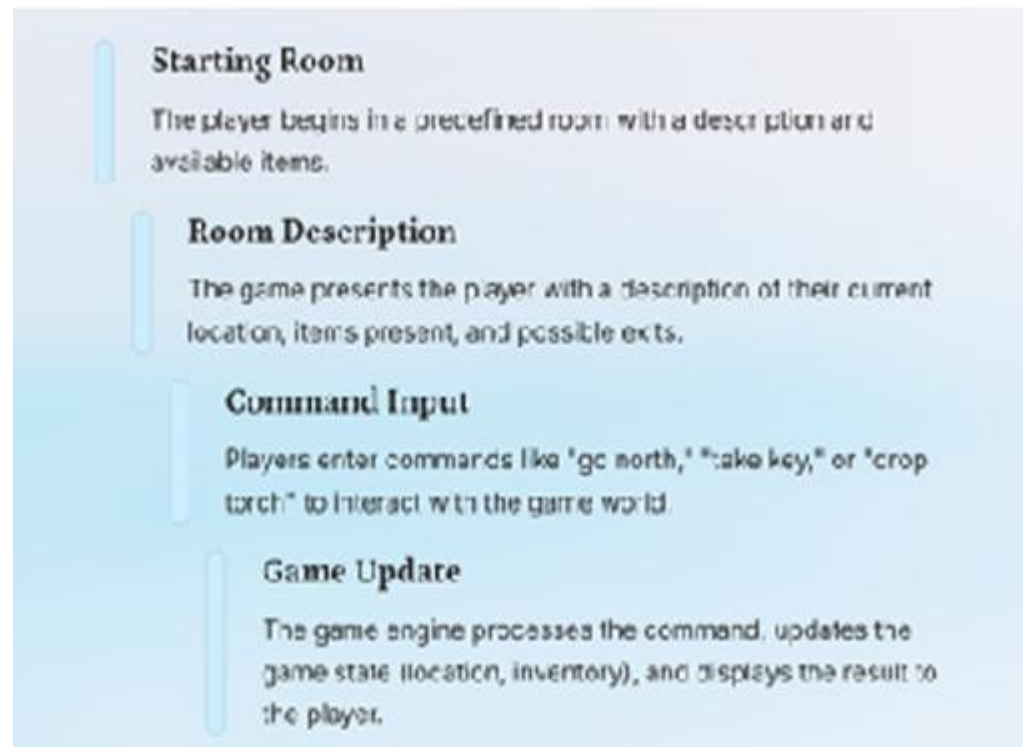 Starting Room
The player begins in a predefined room with a description and
available items.
Room Description
The game presents the player with a description of their current
location, items present, and possible exits.
Command Input
Players enter commands like "go north," "take key," or "drop
torch" to interact with the game world.
Game Update
The game engine processes the command, updates the
game state (location, inventory), and displays the result to
the player.